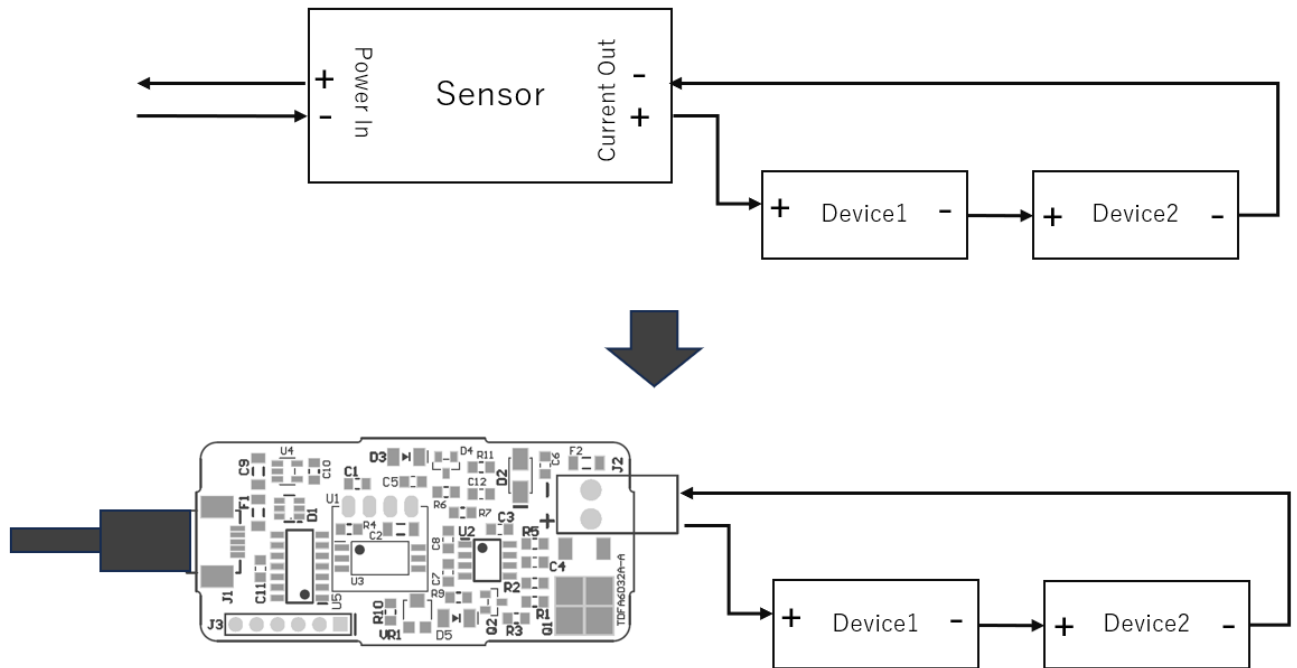 +
-
Power In
Sensor
Current Out
-
+
+ Device1 -
+ Device2 -
C9
U4
C10
D3
D4
R11
D2
C6
F2
J2
C1
C5
C12
R6
R7
F1
D1
U1
R4
C2
C3
-
+
U2
R5
C8
U3
C7
C4
R2
J1
C11
U5
R10
R9
R1
J3
VR1
D5
Q2
R3
Q1
TDFA6032A-A
+ Device1 -
+ Device2 -